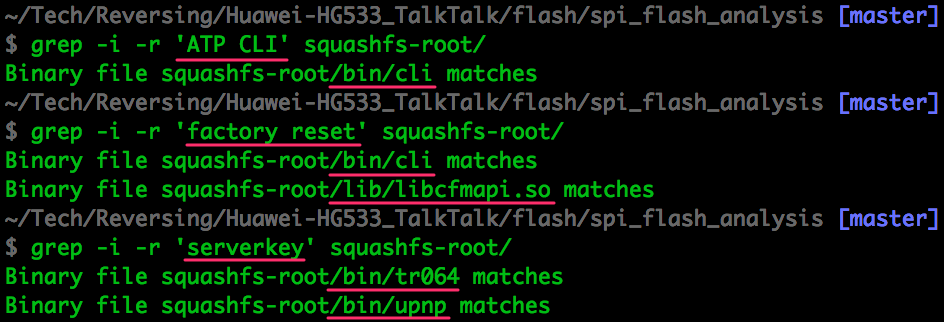 ~/Tech/Reversing/Huawei-HG533_TalkTalk/flash/spi_flash_analysis [master]
$ grep -i -r 'ATP CLI' squashfs-root/
Binary file squashfs-root/bin/cli matches
~/Tech/Reversing/Huawei-HG533_TalkTalk/flash/spi_flash_analysis [master]
$ grep -i -r 'factory reset' squashfs-root/
Binary file squashfs-root/bin/cli matches
Binary file squashfs-root/lib/libcfmapi.so matches
~/Tech/Reversing/Huawei-HG533_TalkTalk/flash/spi_flash_analysis [master]
$ grep -i -r 'serverkey' squashfs-root/
Binary file squashfs-root/bin/tr064 matches
Binary file squashfs-root/bin/upnp matches